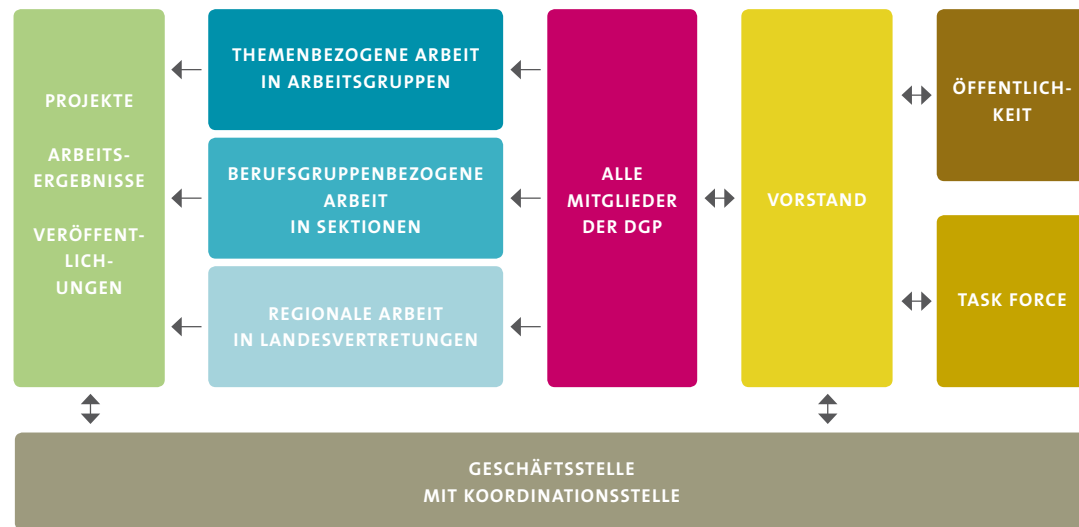 PROJEKTE
ARBEITS-
ERGEBNISSE
VERÖFFENT-
LICH-
UNGEN
THEMENBEZOGENE ARBEIT
IN ARBEITSGRUPPEN
BERUFSGRUPPENBEZOGENE
ARBEIT
IN SEKTIONEN
REGIONALE ARBEIT
IN LANDESVERTRETUNGEN
ALLE
MITGLIEDER
DER DGP
VORSTAND
ÖFFENTLICH-
KEIT
TASK FORCE
GESCHÄFTSSTELLE
MIT KOORDINATIONSSTELLE